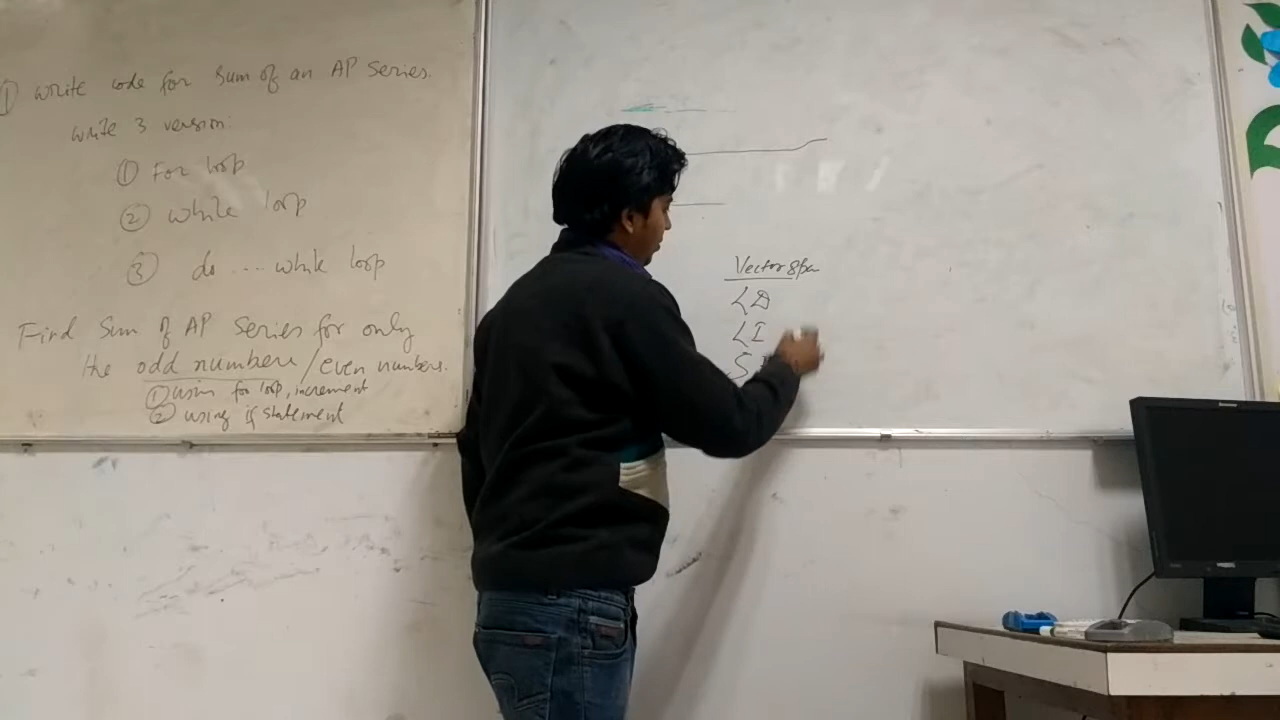 ① Write code for Sum of an AP Series.
Write 3 version:
① For loop
② While loop
③ do ... while loop
Find Sum of AP Series for only
the odd numbers/even numbers.
① using for loop, increment
② using if statement
Vector spa
LD
LI
S